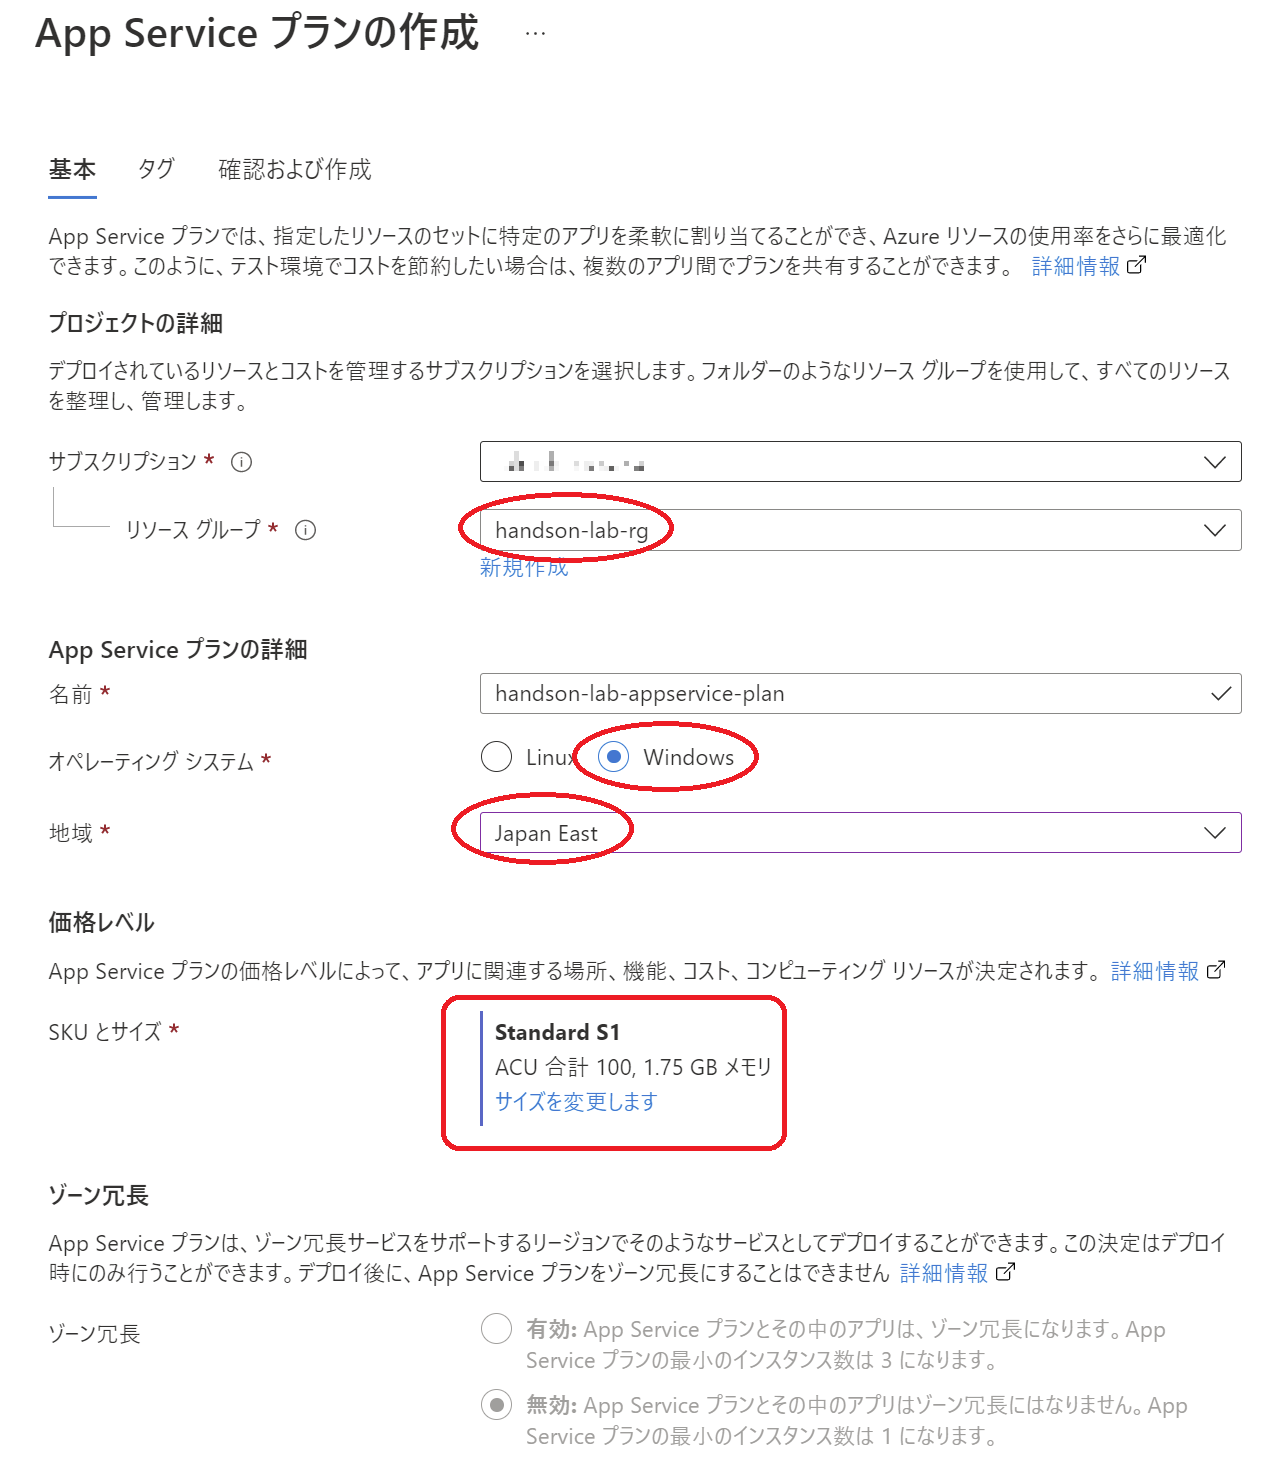 App Service プランの作成 …
基本 タグ 確認および作成
App Service プランでは、指定したリソースのセットに特定のアプリを柔軟に割り当てることができ、Azure リソースの使用率をさらに最適化
できます。このように、テスト環境でコストを節約したい場合は、複数のアプリ間でプランを共有することができます。 詳細情報
プロジェクトの詳細
デプロイされているリソースとコストを管理するサブスクリプションを選択します。フォルダーのようなリソース グループを使用して、すべてのリソース
を整理し、管理します。
サブスクリプション *
リソース グループ * handson-lab-rg
新規作成
App Service プランの詳細
名前 * handson-lab-appservice-plan
オペレーティング システム * Linux Windows
地域 * Japan East
価格レベル
App Service プランの価格レベルによって、アプリに関連する場所、機能、コスト、コンピューティング リソースが決定されます。 詳細情報
SKU とサイズ * Standard S1
ACU 合計 100, 1.75 GB メモリ
サイズを変更します
ゾーン冗長
App Service プランは、ゾーン冗長サービスをサポートするリージョンでそのようなサービスとしてデプロイすることができます。この決定はデプロイ
時にのみ行うことができます。デプロイ後に、App Service プランをゾーン冗長にすることはできません 詳細情報
ゾーン冗長 有効: App Service プランとその中のアプリは、ゾーン冗長になります。App
Service プランの最小のインスタンス数は 3 になります。
無効: App Service プランとその中のアプリはゾーン冗長にはなりません。App
Service プランの最小のインスタンス数は 1 になります。